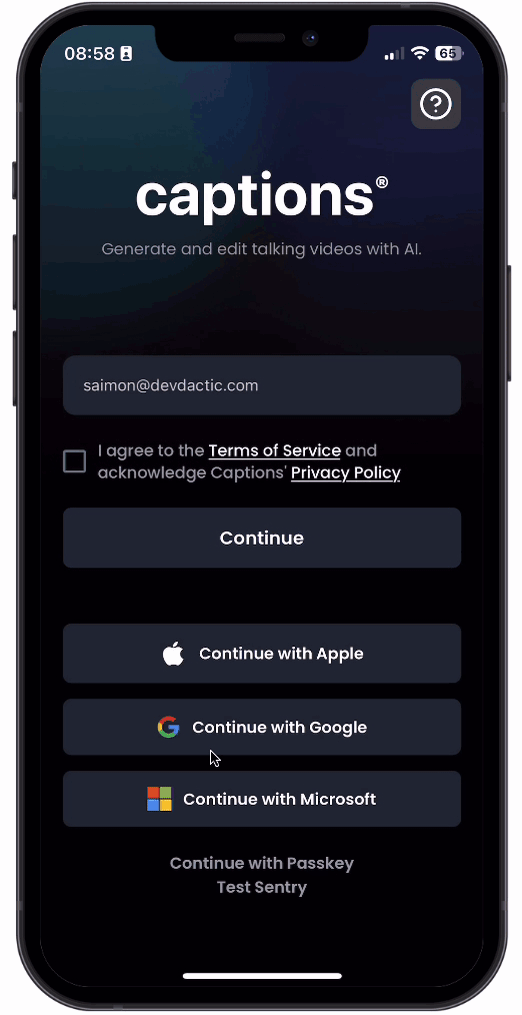 08:58
65
captions®
Generate and edit talking videos with AI.
saimon@devdactic.com
I agree to the Terms of Service and
acknowledge Captions' Privacy Policy
Continue
Continue with Apple
Continue with Google
Continue with Microsoft
Continue with Passkey
Test Sentry